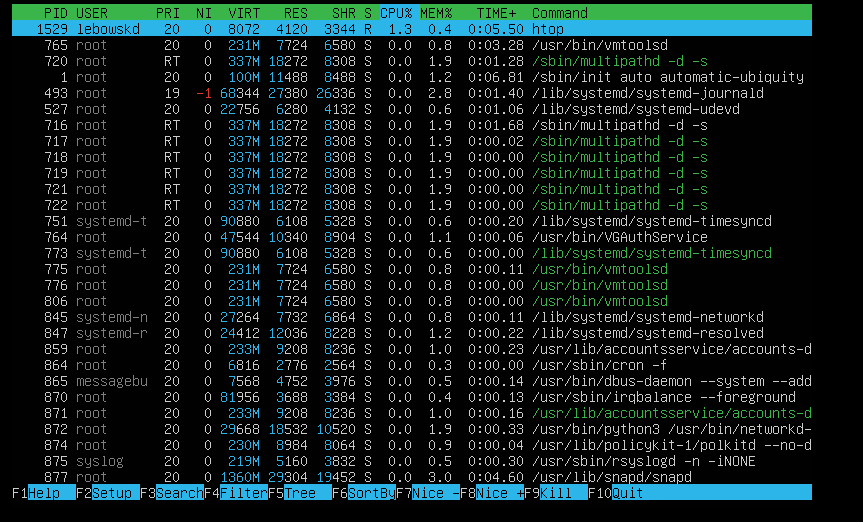 PID USER PRI NI VIRT RES SHR S CPU% MEM% TIME+ Command
1529 lebowskd 20 0 8072 4120 3344 R 1.3 0.4 0:05.50 htop
765 root 20 0 231M 7724 6580 S 0.0 0.8 0:03.28 /usr/bin/vmtoolsd
720 root RT 0 337M 18272 8308 S 0.0 1.9 0:01.28 /sbin/multipathd -d -s
1 root 20 0 100M 11488 8488 S 0.0 1.2 0:06.81 /sbin/init auto automatic-ubiquity
493 root 19 -1 68344 27380 26336 S 0.0 2.8 0:01.40 /lib/systemd/systemd-journald
527 root 20 0 22756 6280 4132 S 0.0 0.6 0:01.06 /lib/systemd/systemd-udevd
716 root RT 0 337M 18272 8308 S 0.0 1.9 0:01.68 /sbin/multipathd -d -s
717 root RT 0 337M 18272 8308 S 0.0 1.9 0:00.02 /sbin/multipathd -d -s
718 root RT 0 337M 18272 8308 S 0.0 1.9 0:00.00 /sbin/multipathd -d -s
719 root RT 0 337M 18272 8308 S 0.0 1.9 0:00.00 /sbin/multipathd -d -s
721 root RT 0 337M 18272 8308 S 0.0 1.9 0:00.00 /sbin/multipathd -d -s
722 root RT 0 337M 18272 8308 S 0.0 1.9 0:00.00 /sbin/multipathd -d -s
751 systemd-t 20 0 90880 6108 5328 S 0.0 0.6 0:00.20 /lib/systemd/systemd-timesyncd
764 root 20 0 47544 10340 8904 S 0.0 1.1 0:00.06 /usr/bin/VGAuthService
773 systemd-t 20 0 90880 6108 5328 S 0.0 0.6 0:00.00 /lib/systemd/systemd-timesyncd
775 root 20 0 231M 7724 6580 S 0.0 0.8 0:00.11 /usr/bin/vmtoolsd
776 root 20 0 231M 7724 6580 S 0.0 0.8 0:00.00 /usr/bin/vmtoolsd
806 root 20 0 231M 7724 6580 S 0.0 0.8 0:00.00 /usr/bin/vmtoolsd
845 systemd-n 20 0 27264 7732 6864 S 0.0 0.8 0:00.11 /lib/systemd/systemd-networkd
847 systemd-r 20 0 24412 12036 8228 S 0.0 1.2 0:00.22 /lib/systemd/systemd-resolved
859 root 20 0 233M 9208 8236 S 0.0 1.0 0:00.23 /usr/lib/accountsservice/accounts-d
864 root 20 0 6816 2776 2564 S 0.0 0.3 0:00.00 /usr/sbin/cron -f
865 messagebu 20 0 7568 4752 3976 S 0.0 0.5 0:00.14 /usr/bin/dbus-daemon --system --add
870 root 20 0 81956 3688 3384 S 0.0 0.4 0:00.13 /usr/sbin/irqbalance --foreground
871 root 20 0 233M 9208 8236 S 0.0 1.0 0:00.16 /usr/lib/accountsservice/accounts-d
872 root 20 0 29668 18532 10520 S 0.0 1.9 0:00.33 /usr/bin/python3 /usr/bin/networkd-
874 root 20 0 230M 8984 8064 S 0.0 0.9 0:00.04 /usr/lib/policykit-1/polkitd --no-d
875 syslog 20 0 219M 5160 3832 S 0.0 0.5 0:00.30 /usr/sbin/rsyslogd -n -iNONE
877 root 20 0 1360M 29304 19452 S 0.0 3.0 0:04.60 /usr/lib/snapd/snapd
F1Help F2Setup F3SearchF4FilterF5Tree F6SortByF7Nice -F8Nice +F9Kill F10Quit